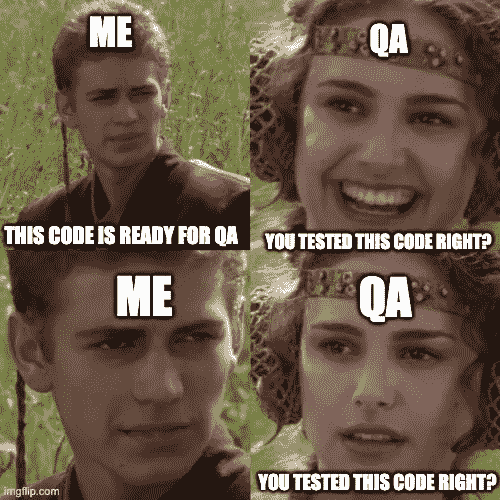 ME
QA
THIS CODE IS READY FOR QA
YOU TESTED THIS CODE RIGHT?
ME
QA
YOU TESTED THIS CODE RIGHT?
imgflip.com